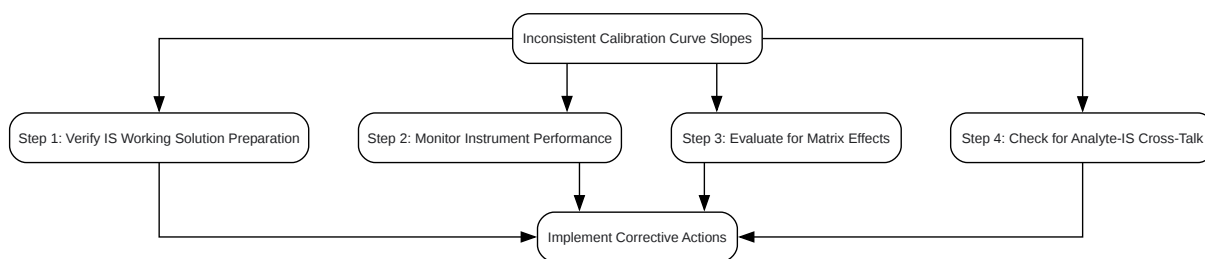 Inconsistent Calibration Curve Slopes
Step 1: Verify IS Working Solution Preparation
Step 2: Monitor Instrument Performance
Step 3: Evaluate for Matrix Effects
Step 4: Check for Analyte-IS Cross-Talk
Implement Corrective Actions